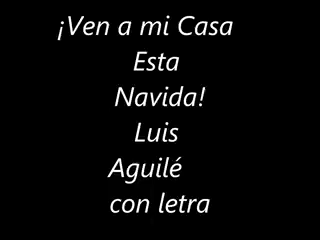 ¡Ven a mi Casa
Esta
Navida!
Luis
Aguilé
con letra